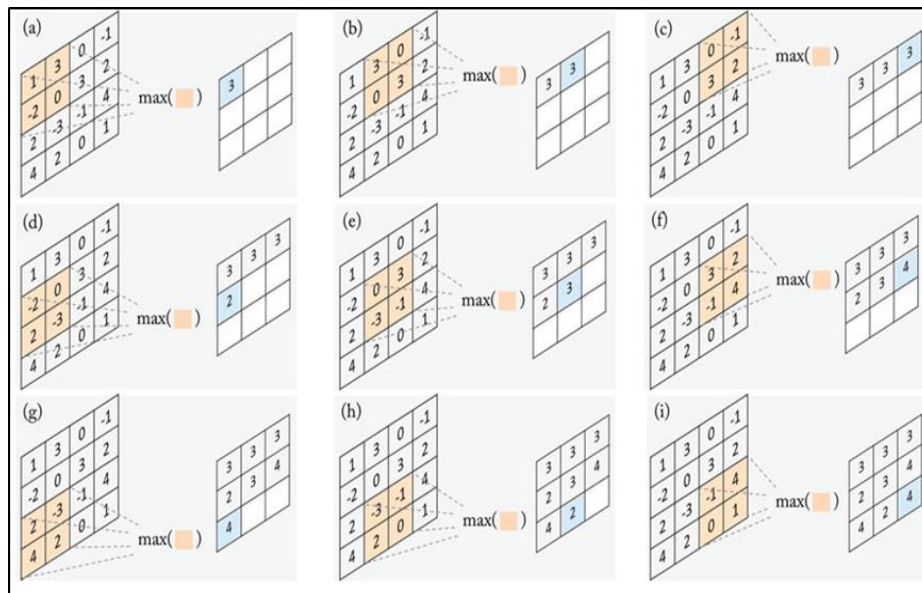 (a)
1 3 0 -1
-2 0 3 2
2 -3 -1 4
4 2 0 1
max( )
3
(b)
1 3 0 -1
-2 0 3 2
2 -3 -1 4
4 2 0 1
max( )
3 3
(c)
1 3 0 -1
-2 0 3 2
2 -3 -1 4
4 2 0 1
max( )
3 3 3
(d)
1 3 0 -1
-2 0 3 2
2 -3 -1 4
4 2 0 1
max( )
3 3 3
2
(e)
1 3 0 -1
-2 0 3 2
2 -3 -1 4
4 2 0 1
max( )
3 3 3
2 3
(f)
1 3 0 -1
-2 0 3 2
2 -3 -1 4
4 2 0 1
max( )
3 3 3
2 3 4
(g)
1 3 0 -1
-2 0 3 2
2 -3 -1 4
4 2 0 1
max( )
3 3 3
2 3 4
4
(h)
1 3 0 -1
-2 0 3 2
2 -3 -1 4
4 2 0 1
max( )
3 3 3
2 3 4
4 2
(i)
1 3 0 -1
-2 0 3 2
2 -3 -1 4
4 2 0 1
max( )
3 3 3
2 3 4
4 2 4